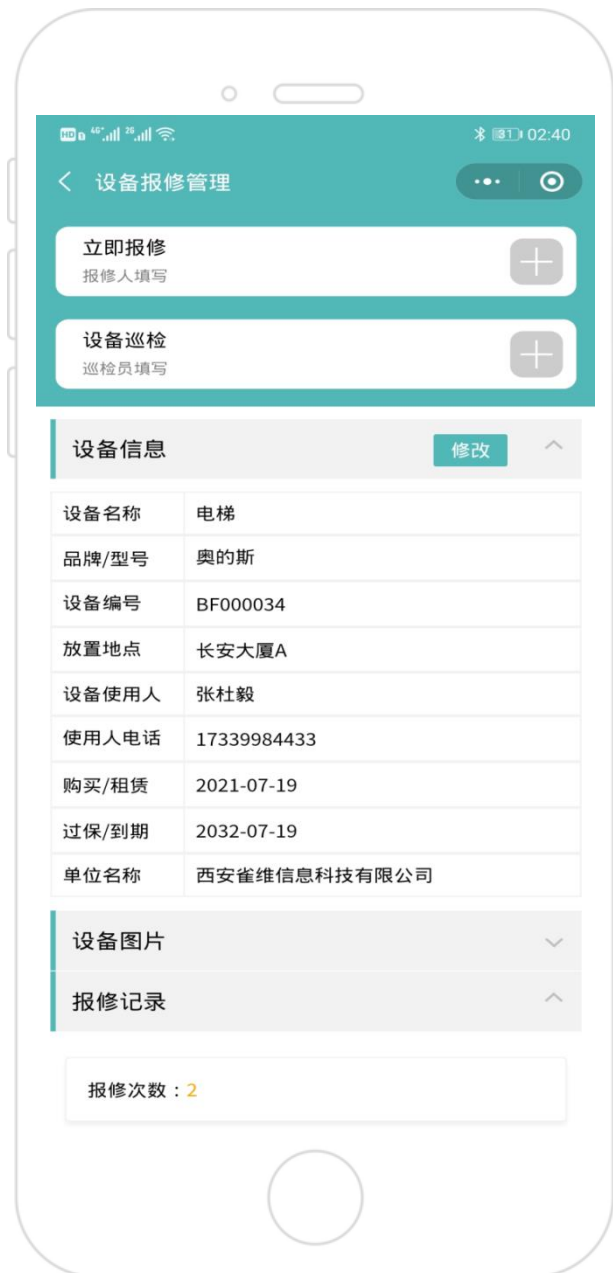 HD 4G+ 2G 31 02:40
设备报修管理
立即报修
报修人填写
设备巡检
巡检员填写
设备信息 修改
设备名称 电梯
品牌/型号 奥的斯
设备编号 BF000034
放置地点 长安大厦A
设备使用人 张杜毅
使用人电话 17339984433
购买/租赁 2021-07-19
过保/到期 2032-07-19
单位名称 西安雀维信息科技有限公司
设备图片
报修记录
报修次数：2